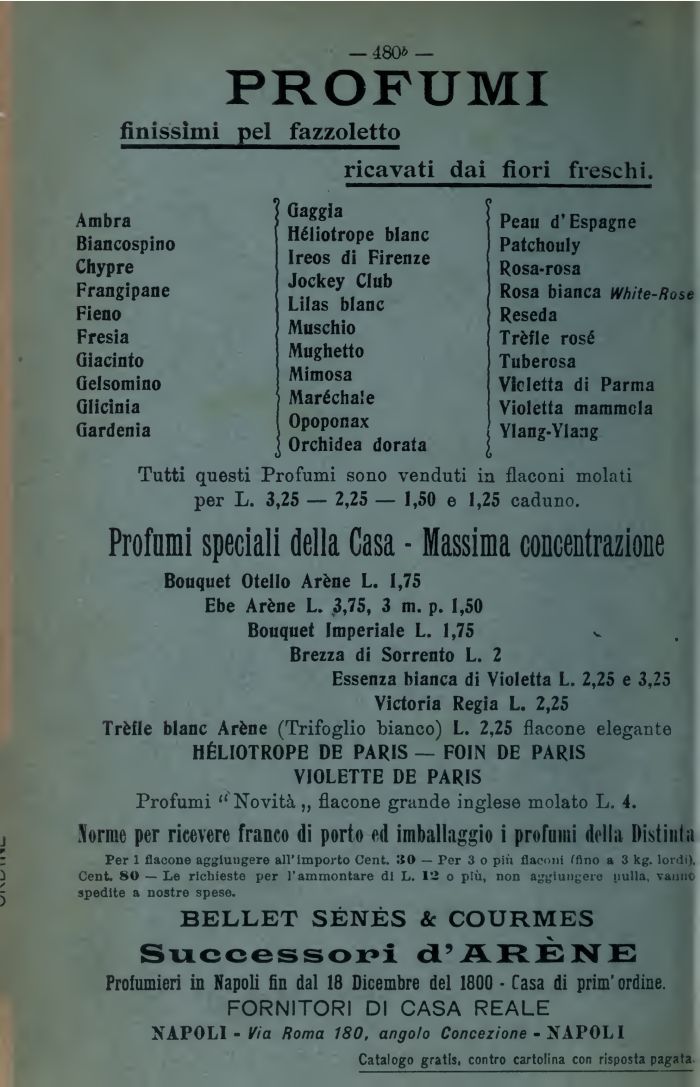 — 480b —
PROFUMI
finissimi pel fazzoletto
ricavati dai fiori freschi.
Ambra
Biancospino
Chypre
Frangipane
Fieno
Fresia
Giacinto
Gelsomino
Glicinia
Gardenia
Gaggia
Héliotrope blanc
Ireos di Firenze
Jockey Club
Lilas blanc
Muschio
Mughetto
Mimosa
Maréchale
Opoponax
Orchidea dorata
Peau d'Espagne
Patchouly
Rosa-rosa
Rosa bianca White-Rose
Reseda
Trèfle rosé
Tuberosa
Violetta di Parma
Violetta mammola
Ylang-Ylang
Tutti questi Profumi sono venduti in flaconi molati
per L. 3,25 — 2,25 — 1,50 e 1,25 caduno.
Profumi speciali della Casa - Massima concentrazione
Bouquet Otello Arène L. 1,75
Ebe Arène L. 3,75, 3 m. p. 1,50
Bouquet Imperiale L. 1,75
Brezza di Sorrento L. 2
Essenza bianca di Violetta L. 2,25 e 3,25
Victoria Regia L. 2,25
Trèfle blanc Arène (Trifoglio bianco) L. 2,25 flacone elegante
HÉLIOTROPE DE PARIS — FOIN DE PARIS
VIOLETTE DE PARIS
Profumi “Novità„ flacone grande inglese molato L. 4.
Norme per ricevere franco di porto ed imballaggio i profumi della Distinta
Per 1 flacone aggiungere all'importo Cent. 30 — Per 3 o più flaconi (fino a 3 kg. lordi),
Cent. 80 — Le richieste per l'ammontare di L. 12 o più, non aggiungere nulla, vanno
spedite a nostre spese.
BELLET SÉNÈS & COURMES
Successori d'ARÈNE
Profumieri in Napoli fin dal 18 Dicembre del 1800 - Casa di prim'ordine.
FORNITORI DI CASA REALE
NAPOLI - Via Roma 180, angolo Concezione - NAPOLI
Catalogo gratis, contro cartolina con risposta pagata.